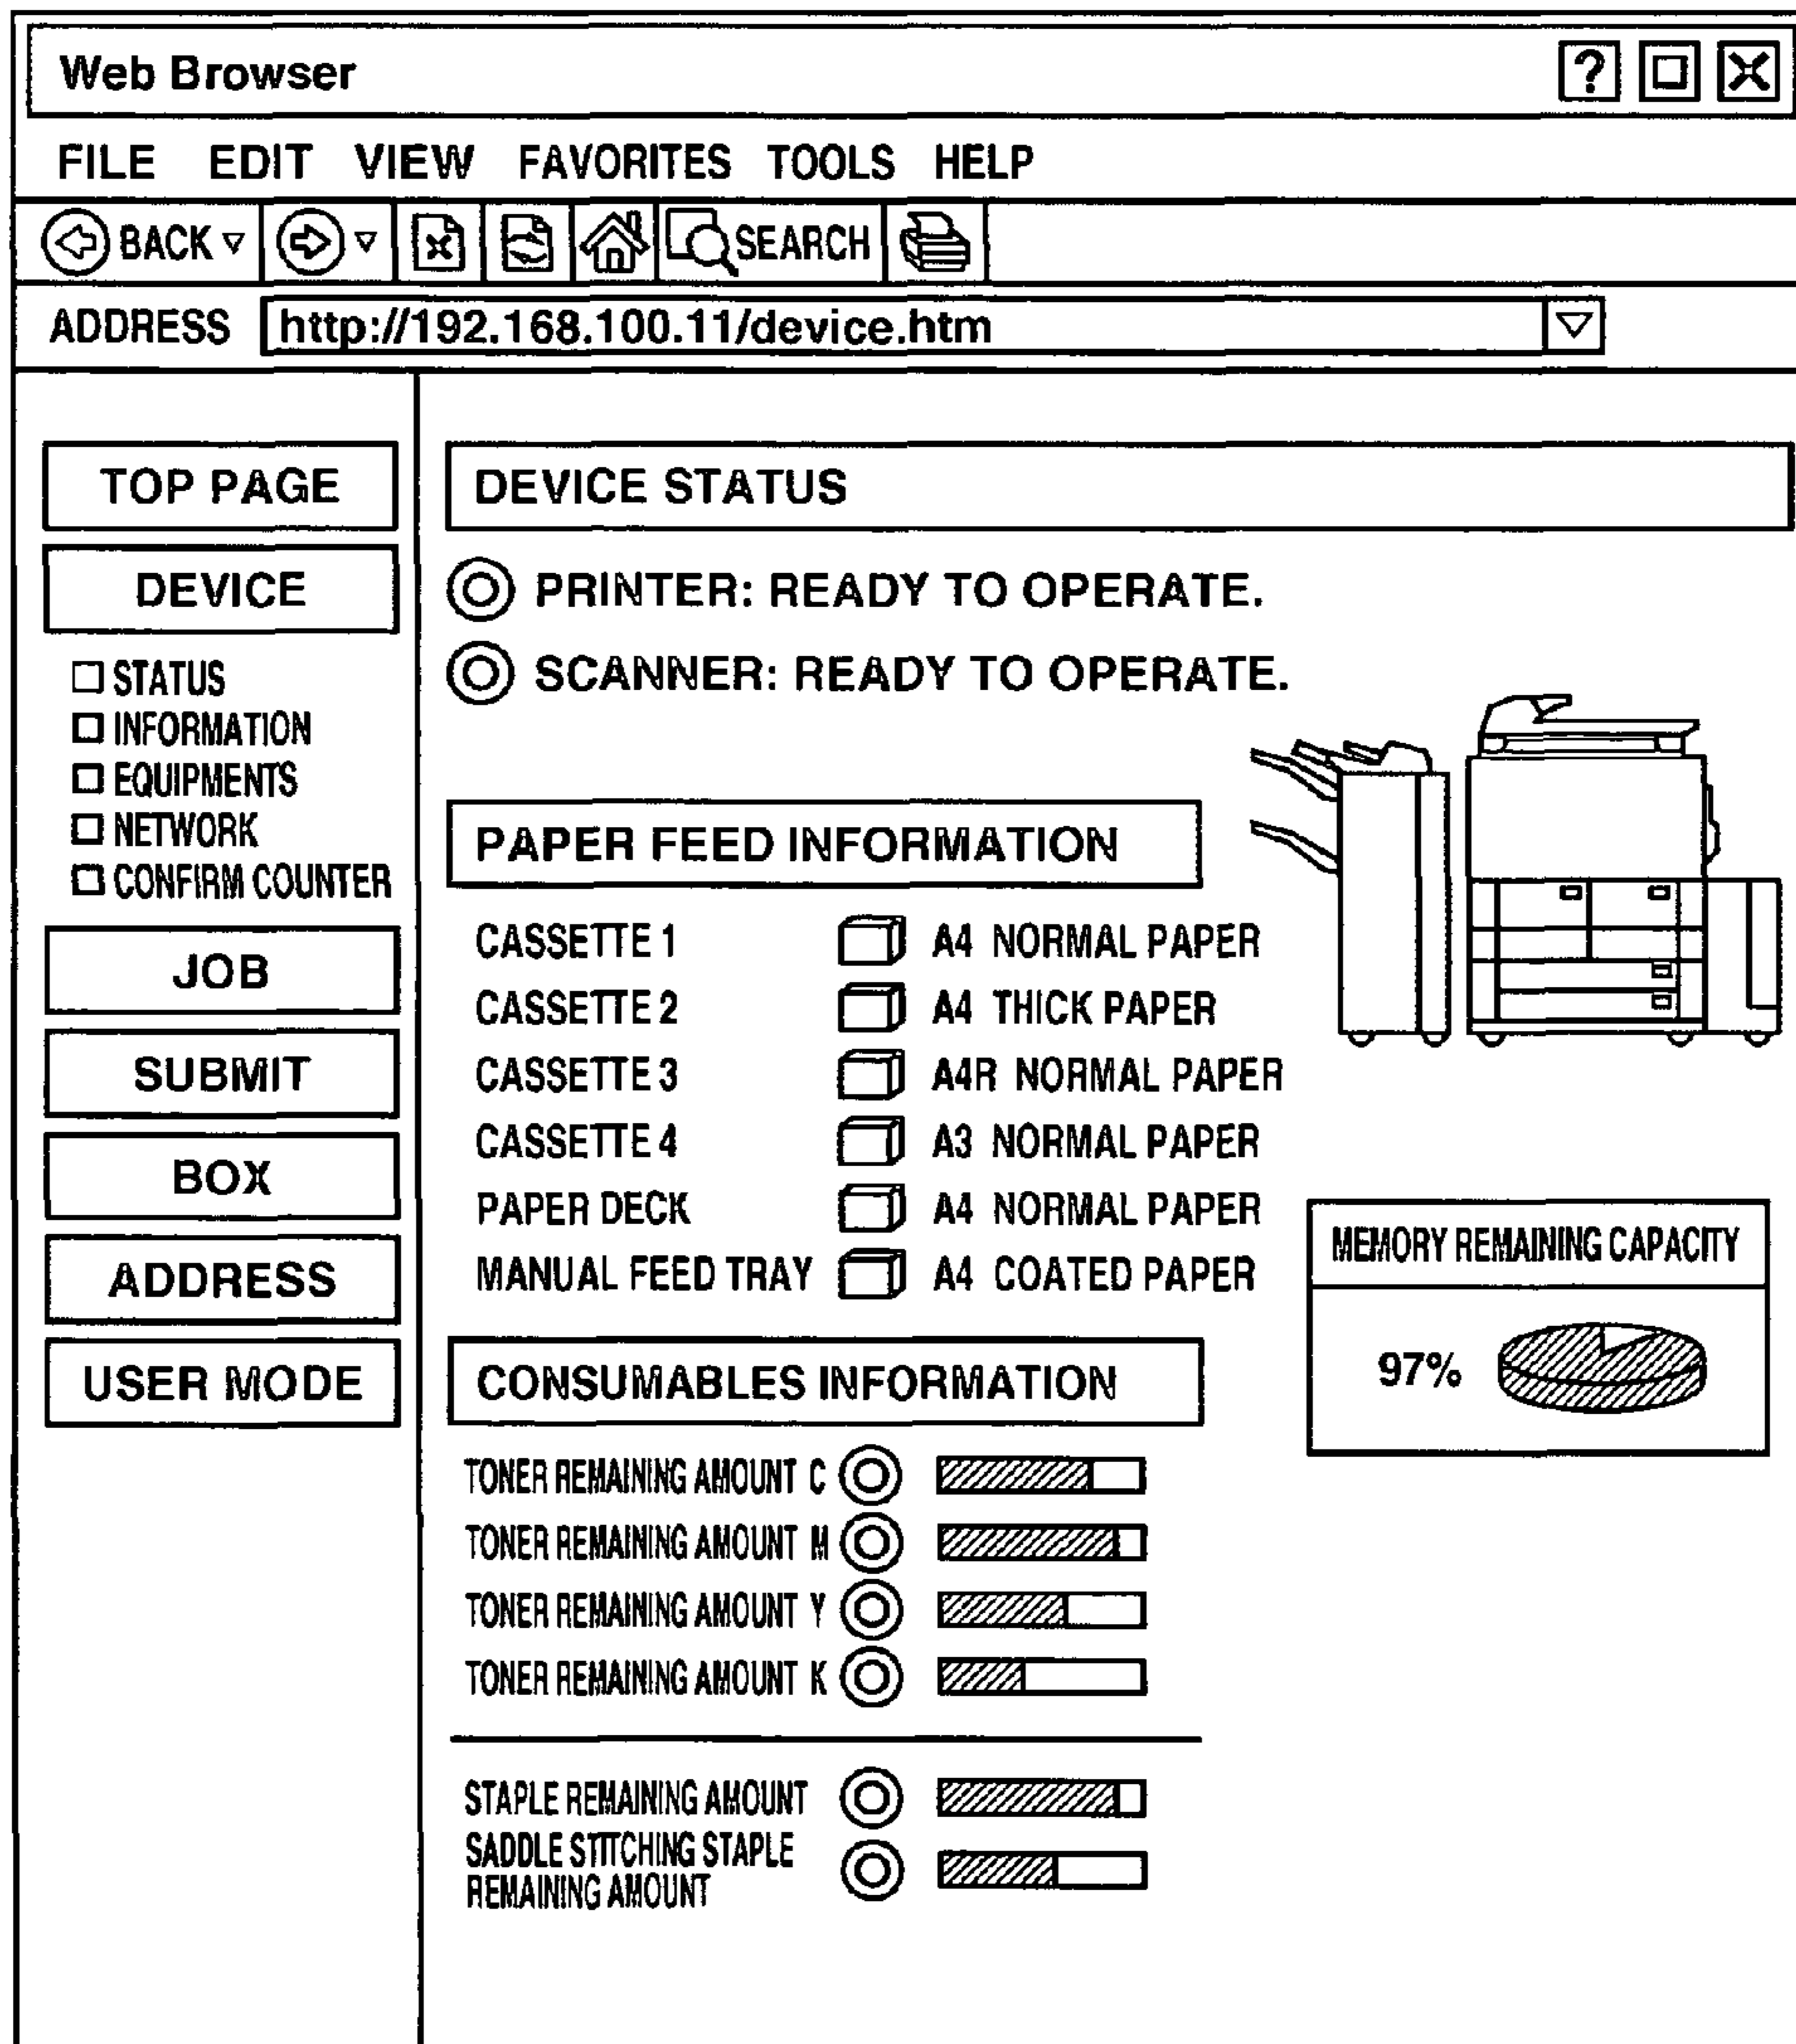 Web Browser
?
FILE EDIT VIEW FAVORITES TOOLS HELP
BACK SEARCH
ADDRESS http://192.168.100.11/device.htm
TOP PAGE
DEVICE
STATUS
INFORMATION
EQUIPMENTS
NETWORK
CONFIRM COUNTER
JOB
SUBMIT
BOX
ADDRESS
USER MODE
DEVICE STATUS
PRINTER: READY TO OPERATE.
SCANNER: READY TO OPERATE.
PAPER FEED INFORMATION
CASSETTE 1 A4 NORMAL PAPER
CASSETTE 2 A4 THICK PAPER
CASSETTE 3 A4R NORMAL PAPER
CASSETTE 4 A3 NORMAL PAPER
PAPER DECK A4 NORMAL PAPER
MANUAL FEED TRAY A4 COATED PAPER
MEMORY REMAINING CAPACITY
97%
CONSUMABLES INFORMATION
TONER REMAINING AMOUNT C
TONER REMAINING AMOUNT M
TONER REMAINING AMOUNT Y
TONER REMAINING AMOUNT K
STAPLE REMAINING AMOUNT
SADDLE STITCHING STAPLE
REMAINING AMOUNT